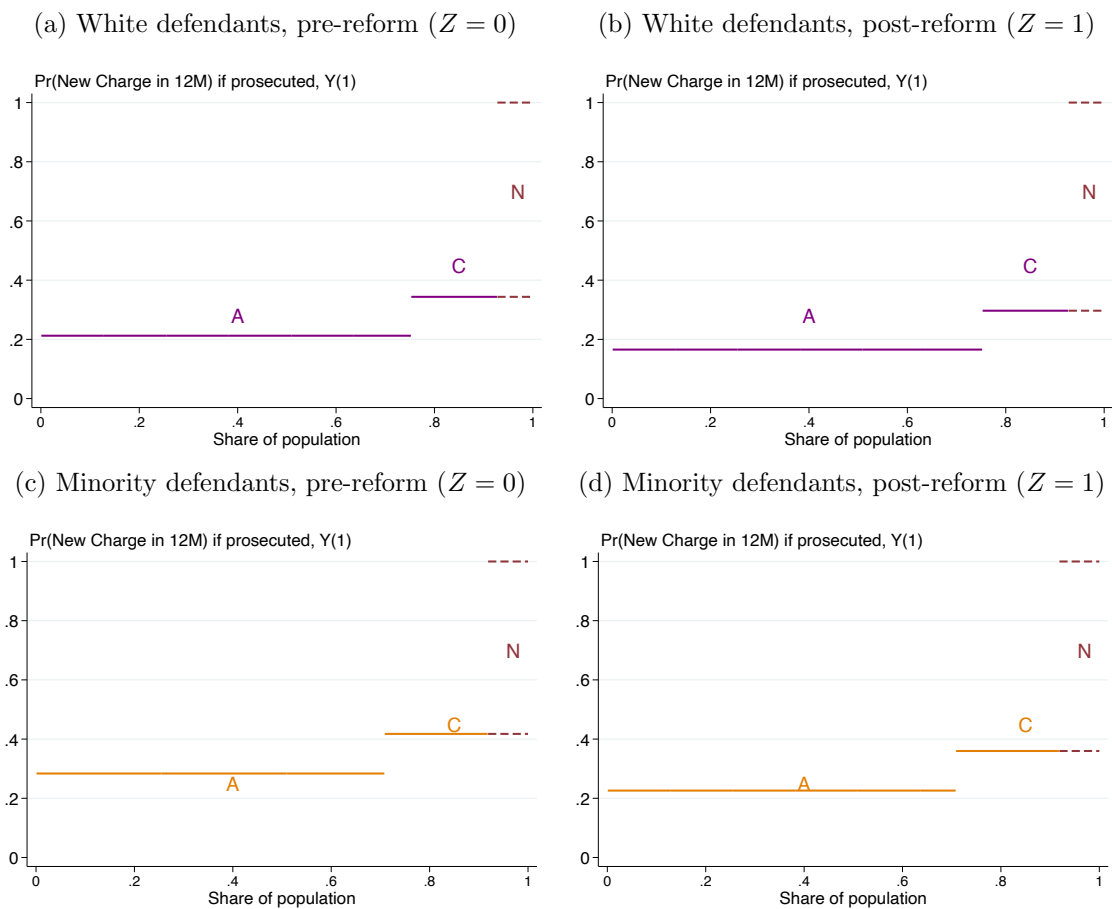 (a) White defendants, pre-reform (Z = 0)
Pr(New Charge in 12M) if prosecuted, Y(1)
1
.8
N
.6
C
.4
A
.2
0
0 .2 .4 .6 .8 1
Share of population
(b) White defendants, post-reform (Z = 1)
Pr(New Charge in 12M) if prosecuted, Y(1)
1
.8
N
.6
C
.4
A
.2
0
0 .2 .4 .6 .8 1
Share of population
(c) Minority defendants, pre-reform (Z = 0)
Pr(New Charge in 12M) if prosecuted, Y(1)
1
.8
N
.6
C
.4
A
.2
0
0 .2 .4 .6 .8 1
Share of population
(d) Minority defendants, post-reform (Z = 1)
Pr(New Charge in 12M) if prosecuted, Y(1)
1
.8
N
.6
C
.4
A
.2
0
0 .2 .4 .6 .8 1
Share of population